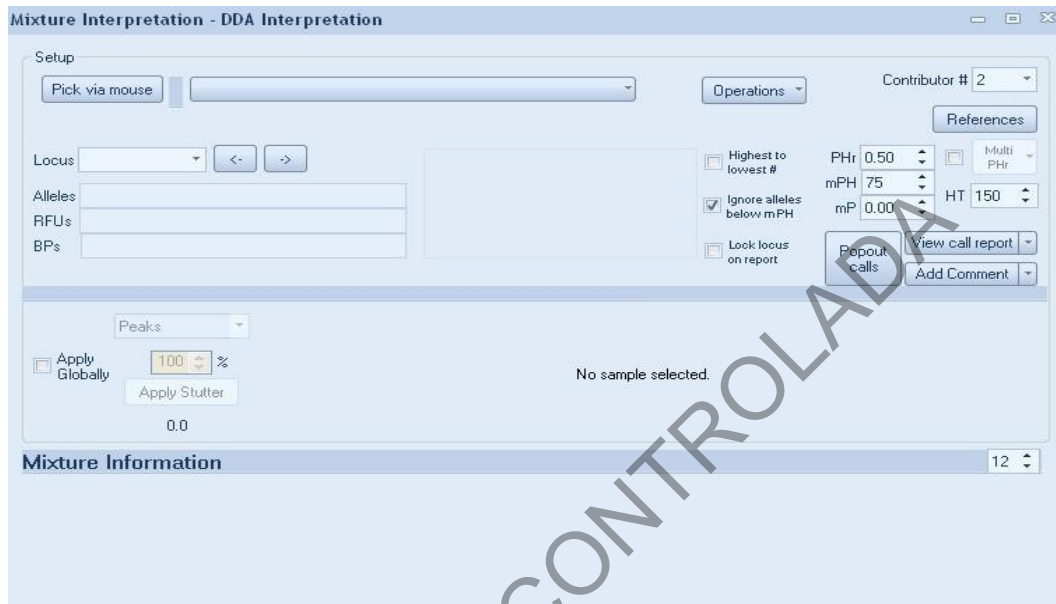 Mixture Interpretation - DDA Interpretation
Setup
Pick via mouse
Operations
Contributor # 2
References
Locus
<-
->
Highest to
lowest #
PHr 0.50
Multi
PHr
Alleles
Ignore alleles
below mPH
mPH 75
HT 150
RFUs
mP 0.00
BPs
Lock locus
on report
Popout
calls
View call report
Add Comment
Peaks
Apply
Globally
100 %
Apply Stutter
0.0
No sample selected.
Mixture Information
12
CONTROLADA